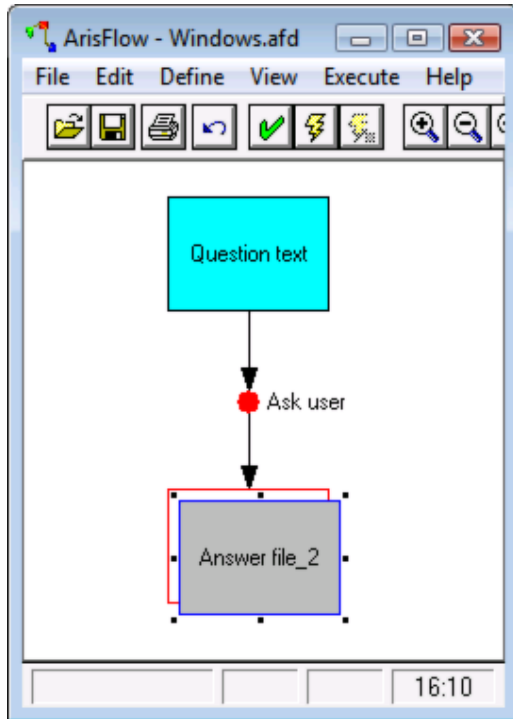 ArisFlow - Windows.afd
File Edit Define View Execute Help
Question text
Ask user
Answer file_2
16:10